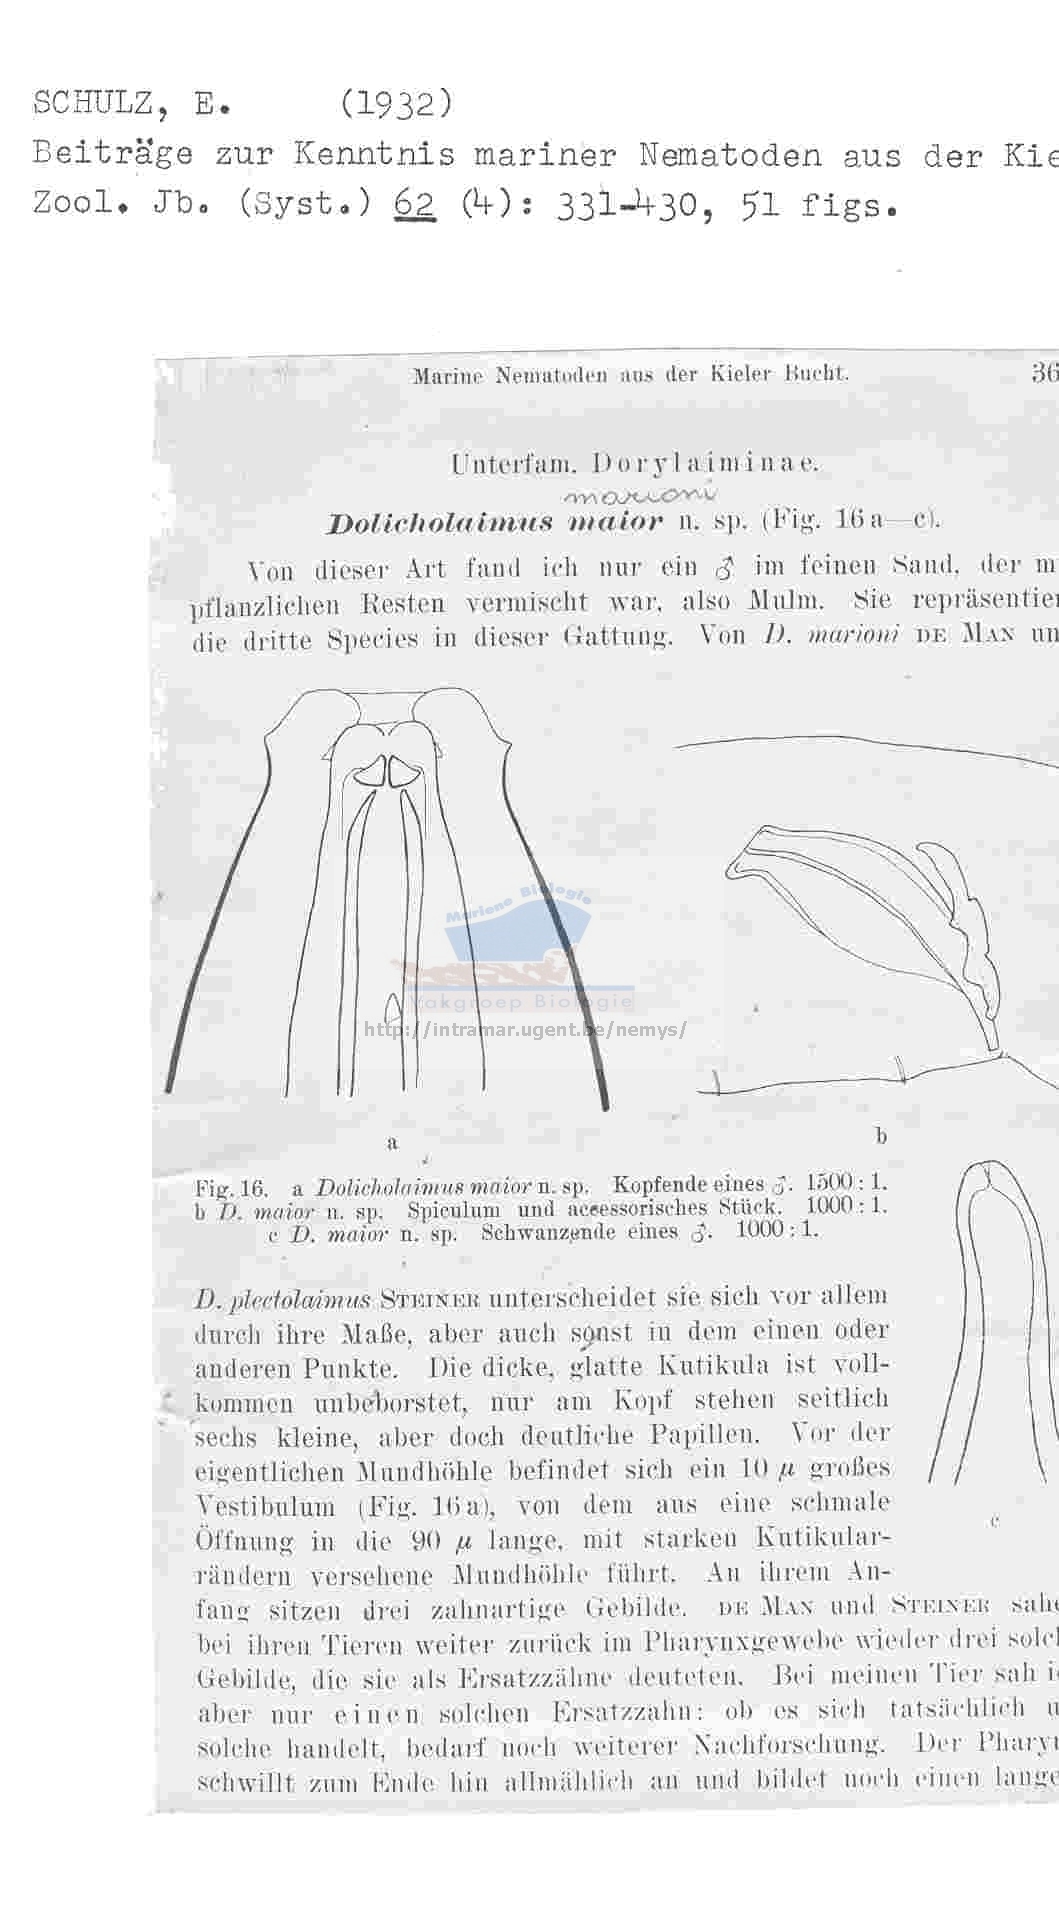 SCHULZ, E. (1932)
Beiträge zur Kenntnis mariner Nematoden aus der Kie
Zool. Jb. (Syst.) 62 (4): 331-430, 51 figs.
Marine Nematoden aus der Kieler Bucht. 36
Unterfam. Dorylaiminae.
marioni
Dolicholaimus maior n. sp. (Fig. 16 a—c).
Von dieser Art fand ich nur ein ♂ im feinen Sand, der m
pflanzlichen Resten vermischt war, also Mulm. Sie repräsentier
die dritte Species in dieser Gattung. Von D. marioni DE MAN un
Mariene Biologie
Vakgroep Biologie
http://intramar.ugent.be/nemys/
a
b
Fig. 16. a Dolicholaimus maior n. sp. Kopfende eines ♂. 1500 : 1.
b D. maior n. sp. Spiculum und accessorisches Stück. 1000 : 1.
c D. maior n. sp. Schwanzende eines ♂. 1000 : 1.
c
D. plectolaimus STEINER unterscheidet sie sich vor allem
durch ihre Maße, aber auch sonst in dem einen oder
anderen Punkte. Die dicke, glatte Kutikula ist voll-
kommen unbeborstet, nur am Kopf stehen seitlich
sechs kleine, aber doch deutliche Papillen. Vor der
eigentlichen Mundhöhle befindet sich ein 10 µ großes
Vestibulum (Fig. 16 a), von dem aus eine schmale
Öffnung in die 90 µ lange, mit starken Kutikular-
rändern versehene Mundhöhle führt. An ihrem An-
fang sitzen drei zahnartige Gebilde. DE MAN und STEINER sahe
bei ihren Tieren weiter zurück im Pharynxgewebe wieder drei solch
Gebilde, die sie als Ersatzzähne deuteten. Bei meinen Tier sah i
aber nur einen solchen Ersatzzahn; ob es sich tatsächlich u
solche handelt, bedarf noch weiterer Nachforschung. Der Pharyn
schwillt zum Ende hin allmählich an und bildet noch einen lange